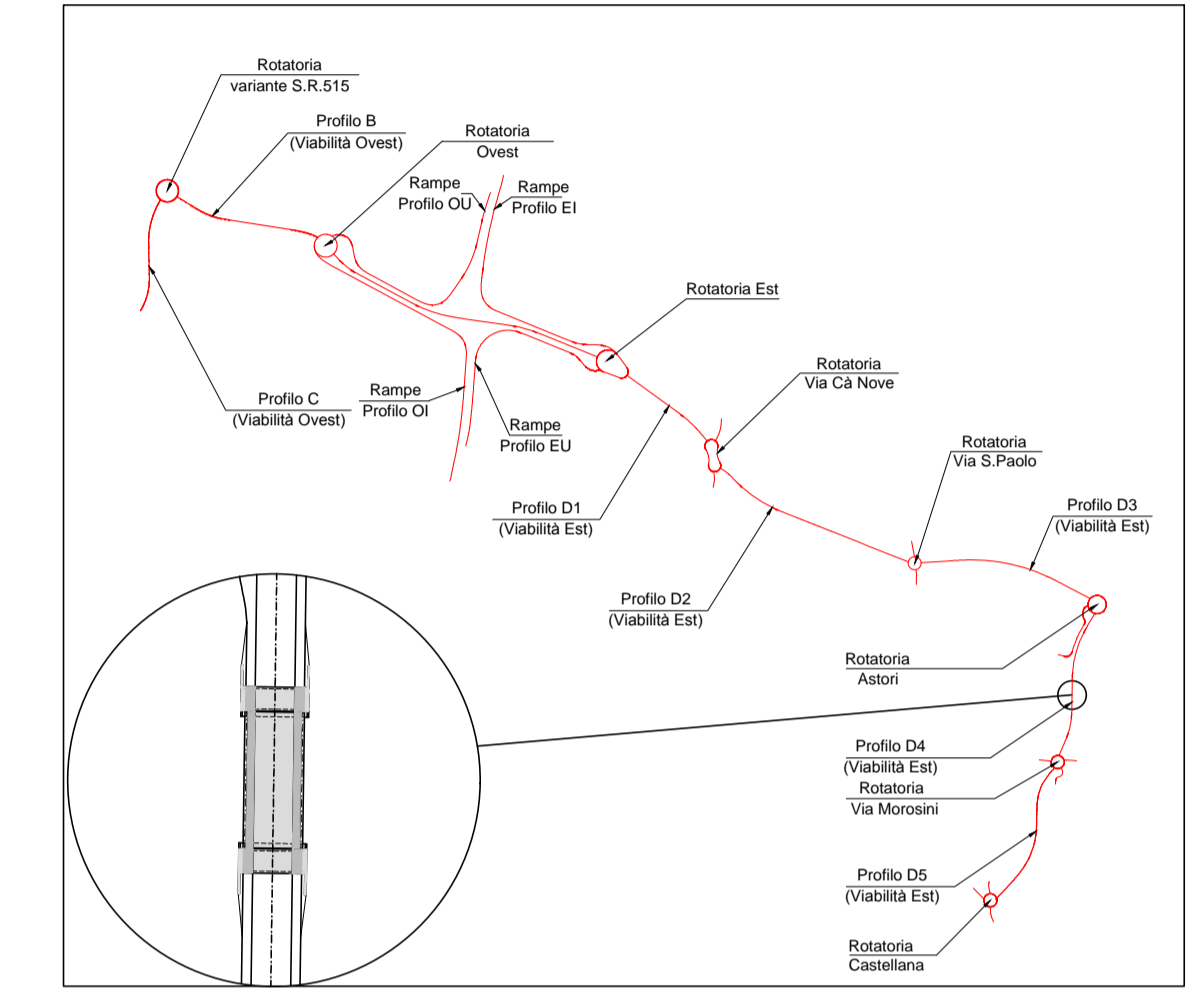 Rotatoria
variante S.R.515
Profilo B
(Viabilità Ovest)
Rotatoria
Ovest
Rampe
Profilo OU
Rampe
Profilo EI
Rotatoria Est
Rotatoria
Via Cà Nove
Profilo C
(Viabilità Ovest)
Rampe
Profilo OI
Rampe
Profilo EU
Rotatoria
Via S.Paolo
Profilo D1
(Viabilità Est)
Profilo D3
(Viabilità Est)
Profilo D2
(Viabilità Est)
Rotatoria
Astori
Profilo D4
(Viabilità Est)
Rotatoria
Via Morosini
Profilo D5
(Viabilità Est)
Rotatoria
Castellana